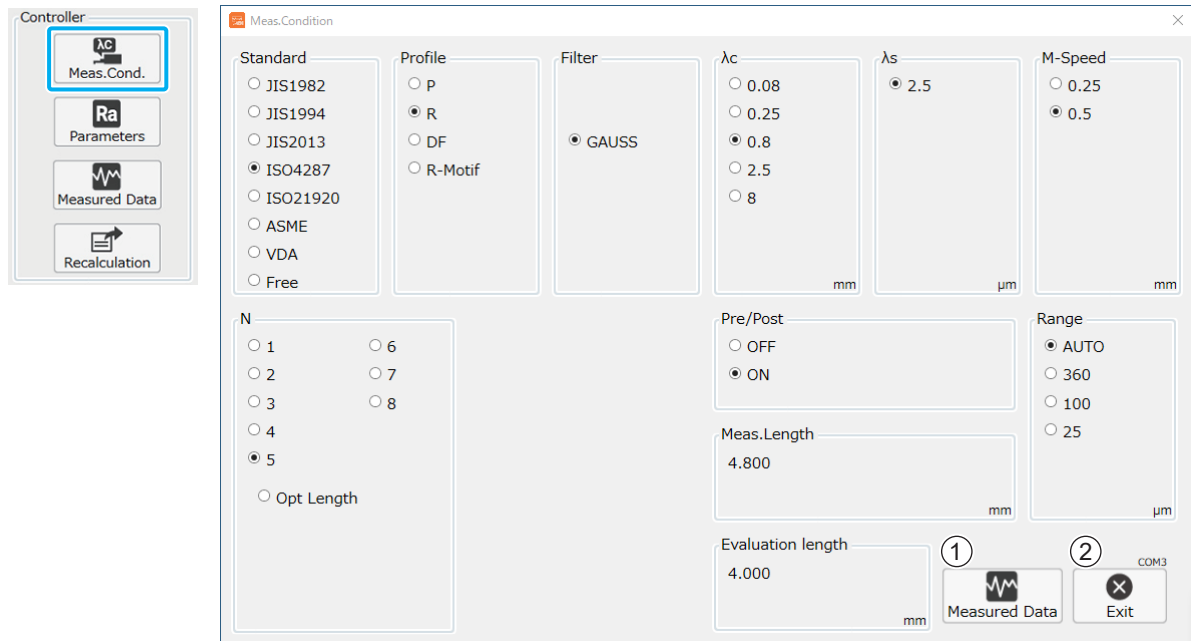 Controller
λC
Meas.Cond.
Ra
Parameters
Measured Data
Recalculation
Meas.Condition
Standard
JIS1982
JIS1994
JIS2013
ISO4287
ISO21920
ASME
VDA
Free
Profile
P
R
DF
R-Motif
Filter
GAUSS
λc
0.08
0.25
0.8
2.5
8
mm
λs
2.5
μm
M-Speed
0.25
0.5
mm
N
1
2
3
4
5
6
7
8
Opt Length
Pre/Post
OFF
ON
Range
AUTO
360
100
25
μm
Meas.Length
4.800
mm
Evaluation length
4.000
mm
1
Measured Data
2
COM3
Exit